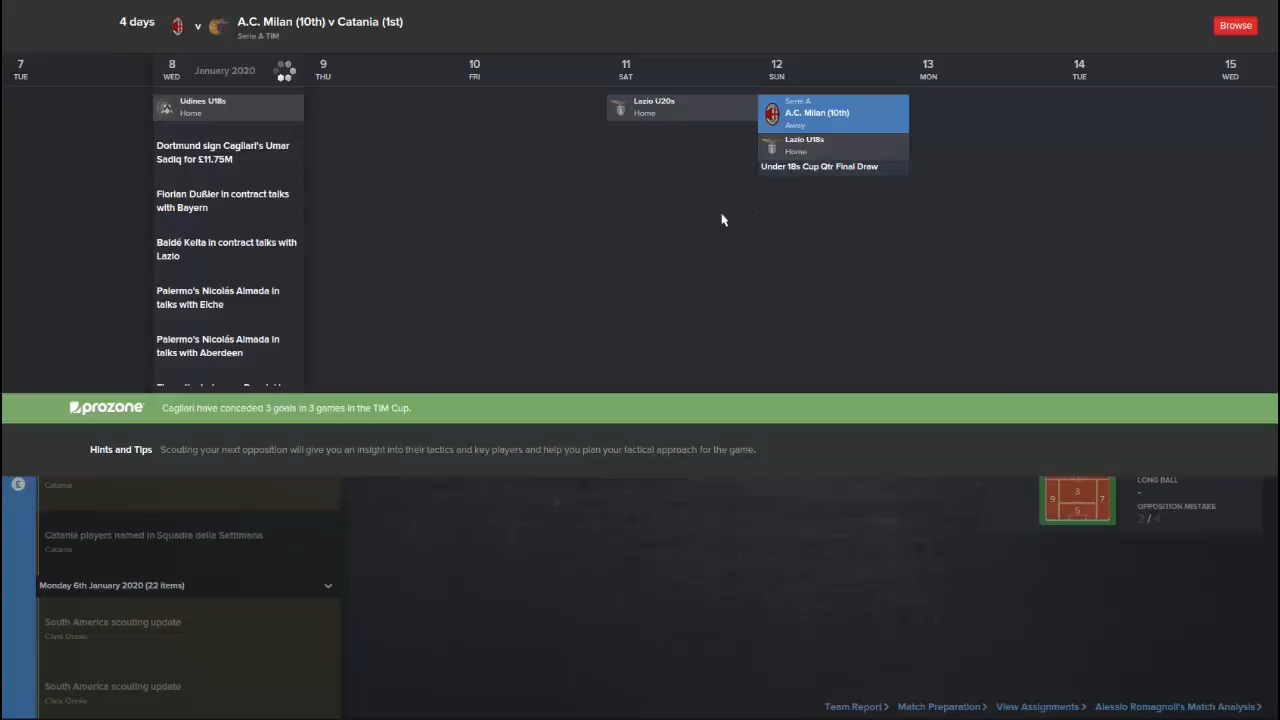 4 days
v
A.C. Milan (10th) v Catania (1st)
Serie A TIM
Browse
7
TUE
8
WED
January 2020
9
THU
10
FRI
11
SAT
12
SUN
13
MON
14
TUE
15
WED
Udines U18s
Home
Dortmund sign Cagliari's Umar
Sadiq for £11.75M
Florian Dußler in contract talks
with Bayern
Baldé Keita in contract talks with
Lazio
Palermo's Nicolás Almada in
talks with Elche
Palermo's Nicolás Almada in
talks with Aberdeen
Lazio U20s
Home
Serie A
A.C. Milan (10th)
Away
Lazio U18s
Home
Under 18s Cup Qtr Final Draw
prozone
Cagliari have conceded 3 goals in 3 games in the TIM Cup.
Hints and Tips
Scouting your next opposition will give you an insight into their tactics and key players and help you plan your tactical approach for the game.
£
Catania
Catania players named in Squadra della Settimana
Catania
Monday 6th January 2020 (22 items)
South America scouting update
South America scouting update
9
3
7
5
LONG BALL
-
OPPOSITION MISTAKE
2 / 4
Team Report >
Match Preparation >
View Assignments >
Alessio Romagnoli's Match Analysis >